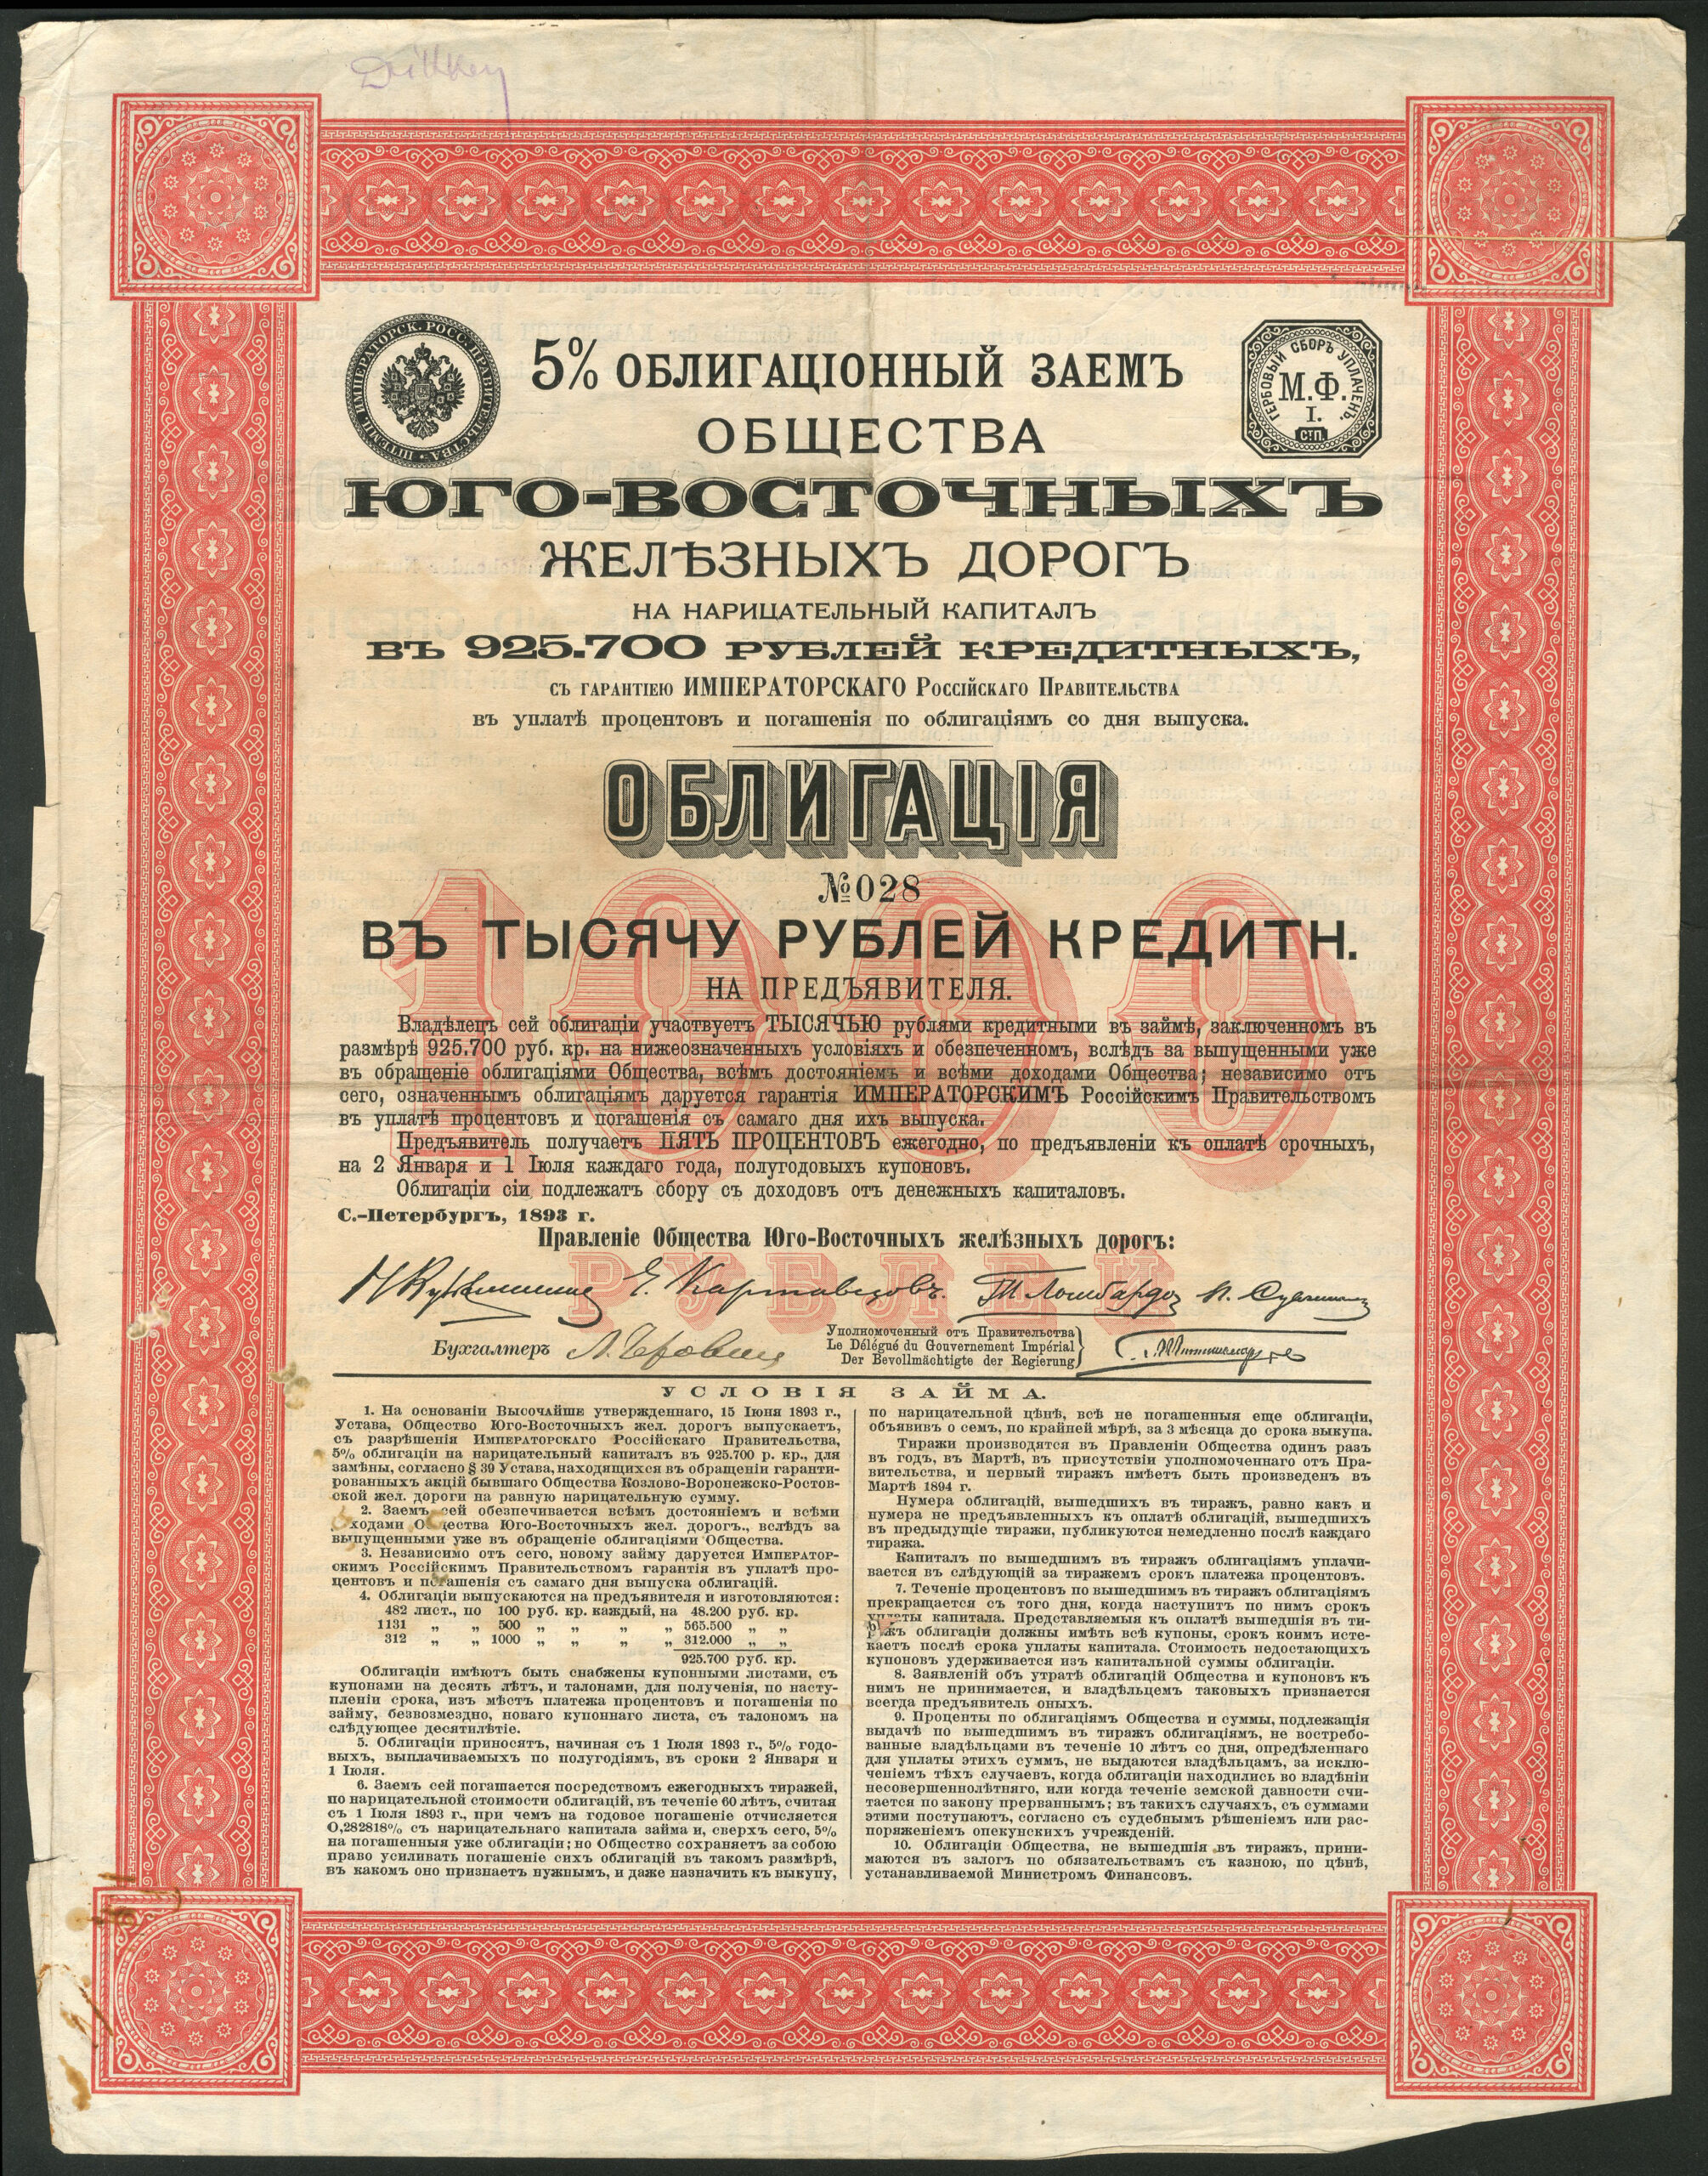 ШТЕМП. ИМПЕРАТОРСК. РОСС. ПРАВИТЕЛЬСТВА.
ГЕРБОВЫЙ СБОРЪ УПЛАЧЕНЪ.
М.Ф.
I.
С.П.
5% ОБЛИГАЦІОННЫЙ ЗАЕМЪ
ОБЩЕСТВА
ЮГО-ВОСТОЧНЫХЪ
ЖЕЛѢЗНЫХЪ ДОРОГЪ
НА НАРИЦАТЕЛЬНЫЙ КАПИТАЛЪ
ВЪ 925.700 РУБЛЕЙ КРЕДИТНЫХЪ,
СЪ ГАРАНТІЕЮ ИМПЕРАТОРСКАГО РОССІЙСКАГО ПРАВИТЕЛЬСТВА
въ уплатѣ процентовъ и погашенія по облигаціямъ со дня выпуска.
ОБЛИГАЦІЯ
№ 028
1000
ВЪ ТЫСЯЧУ РУБЛЕЙ КРЕДИТН.
НА ПРЕДЪЯВИТЕЛЯ.
Владѣлецъ сей облигаціи участвуетъ ТЫСЯЧЬЮ рублями кредитными въ займѣ, заключенномъ въ
размѣрѣ 925.700 руб. кр. на нижеозначенныхъ условіяхъ и обезпеченномъ, вслѣдъ за выпущенными уже
въ обращеніе облигаціями Общества, всѣмъ достояніемъ и всѣми доходами Общества; независимо отъ
сего, означеннымъ облигаціямъ даруется гарантія ИМПЕРАТОРСКИМЪ Россійскимъ Правительствомъ
въ уплатѣ процентовъ и погашенія съ самаго дня ихъ выпуска.
Предъявитель получаетъ ПЯТЬ ПРОЦЕНТОВЪ ежегодно, по предъявленіи къ оплатѣ срочныхъ,
на 2 Января и 1 Іюля каждаго года, полугодовыхъ купоновъ.
Облигаціи сіи подлежатъ сбору съ доходовъ отъ денежныхъ капиталовъ.
С.-Петербургъ, 1893 г.
Правленіе Общества Юго-Восточныхъ желѣзныхъ дорогъ:
РУБЛЕЙ
Е. Картавцовъ. Ломбардо
Бухгалтеръ
Уполномоченный отъ Правительства
Le Délégué du Gouvernement Impérial
Der Bevollmächtigte der Regierung
УСЛОВІЯ ЗАЙМА.
1. На основаніи Высочайше утвержденнаго, 15 Іюня 1893 г.,
Устава, Общество Юго-Восточныхъ жел. дорогъ выпускаетъ,
съ разрѣшенія Императорскаго Россійскаго Правительства,
5% облигаціи на нарицательный капиталъ въ 925.700 р. кр., для
замѣны, согласно § 39 Устава, находящихся въ обращеніи гаранти-
рованныхъ акцій бывшаго Общества Козлово-Воронежско-Ростов-
ской жел. дороги на равную нарицательную сумму.
2. Заемъ сей обезпечивается всѣмъ достояніемъ и всѣми
доходами Общества Юго-Восточныхъ жел. дорогъ., вслѣдъ за
выпущенными уже въ обращеніе облигаціями Общества.
3. Независимо отъ сего, новому займу даруется Император-
скимъ Россійскимъ Правительствомъ гарантія въ уплатѣ про-
центовъ и погашенія съ самаго дня выпуска облигацій.
4. Облигаціи выпускаются на предъявителя и изготовляются:
482 лист., по 100 руб. кр. каждый, на 48.200 руб. кр.
1131 „ „ 500 „ „ „ „ 565.500 „ „
312 „ „ 1000 „ „ „ „ 312.000 „ „
925.700 руб. кр.
Облигаціи имѣютъ быть снабжены купонными листами, съ
купонами на десять лѣтъ, и талонами, для полученія, по насту-
пленіи срока, изъ мѣстъ платежа процентовъ и погашенія по
займу, безвозмездно, новаго купоннаго листа, съ талономъ на
слѣдующее десятилѣтіе.
5. Облигаціи приносятъ, начиная съ 1 Іюля 1893 г., 5% годо-
выхъ, выплачиваемыхъ по полугодіямъ, въ сроки 2 Января и
1 Іюля.
6. Заемъ сей погашается посредствомъ ежегодныхъ тиражей,
по нарицательной стоимости облигацій, въ теченіе 60 лѣтъ, считая
съ 1 Іюля 1893 г., при чемъ на годовое погашеніе отчисляется
0,282818% съ нарицательнаго капитала займа и, сверхъ сего, 5%
на погашенныя уже облигаціи; но Общество сохраняетъ за собою
право усиливать погашеніе сихъ облигацій въ такомъ размѣрѣ,
въ какомъ оно признаетъ нужнымъ, и даже назначить къ выкупу,
по нарицательной цѣнѣ, всѣ не погашенныя еще облигаціи,
объявивъ о семъ, по крайней мѣрѣ, за 3 мѣсяца до срока выкупа.
Тиражи производятся въ Правленіи Общества одинъ разъ
въ годъ, въ Мартѣ, въ присутствіи уполномоченнаго отъ Пра-
вительства, и первый тиражъ имѣетъ быть произведенъ въ
Мартѣ 1894 г.
Нумера облигацій, вышедшихъ въ тиражъ, равно какъ и
нумера не предъявленныхъ къ оплатѣ облигацій, вышедшихъ
въ предыдущіе тиражи, публикуются немедленно послѣ каждаго
тиража.
Капиталъ по вышедшимъ въ тиражъ облигаціямъ уплачи-
вается въ слѣдующій за тиражемъ срокъ платежа процентовъ.
7. Теченіе процентовъ по вышедшимъ въ тиражъ облигаціямъ
прекращается съ того дня, когда наступитъ по нимъ срокъ
уплаты капитала. Представляемыя къ оплатѣ вышедшія въ ти-
ражъ облигаціи должны имѣть всѣ купоны, срокъ коимъ исте-
каетъ послѣ срока уплаты капитала. Стоимость недостающихъ
купоновъ удерживается изъ капитальной суммы облигаціи.
8. Заявленій объ утратѣ облигацій Общества и купоновъ къ
нимъ не принимается, и владѣльцемъ таковыхъ признается
всегда предъявитель оныхъ.
9. Проценты по облигаціямъ Общества и суммы, подлежащія
выдачѣ по вышедшимъ въ тиражъ облигаціямъ, не востребо-
ванные владѣльцами въ теченіе 10 лѣтъ со дня, опредѣленнаго
для уплаты этихъ суммъ, не выдаются владѣльцамъ, за исклю-
ченіемъ тѣхъ случаевъ, когда облигаціи находились во владѣніи
несовершеннолѣтняго, или когда теченіе земской давности счи-
тается по закону прерваннымъ; въ такихъ случаяхъ, съ суммами
этими поступаютъ, согласно съ судебнымъ рѣшеніемъ или рас-
поряженіемъ опекунскихъ учрежденій.
10. Облигаціи Общества, не вышедшія въ тиражъ, прини-
маются въ залогъ по обязательствамъ съ казною, по цѣнѣ,
устанавливаемой Министромъ Финансовъ.